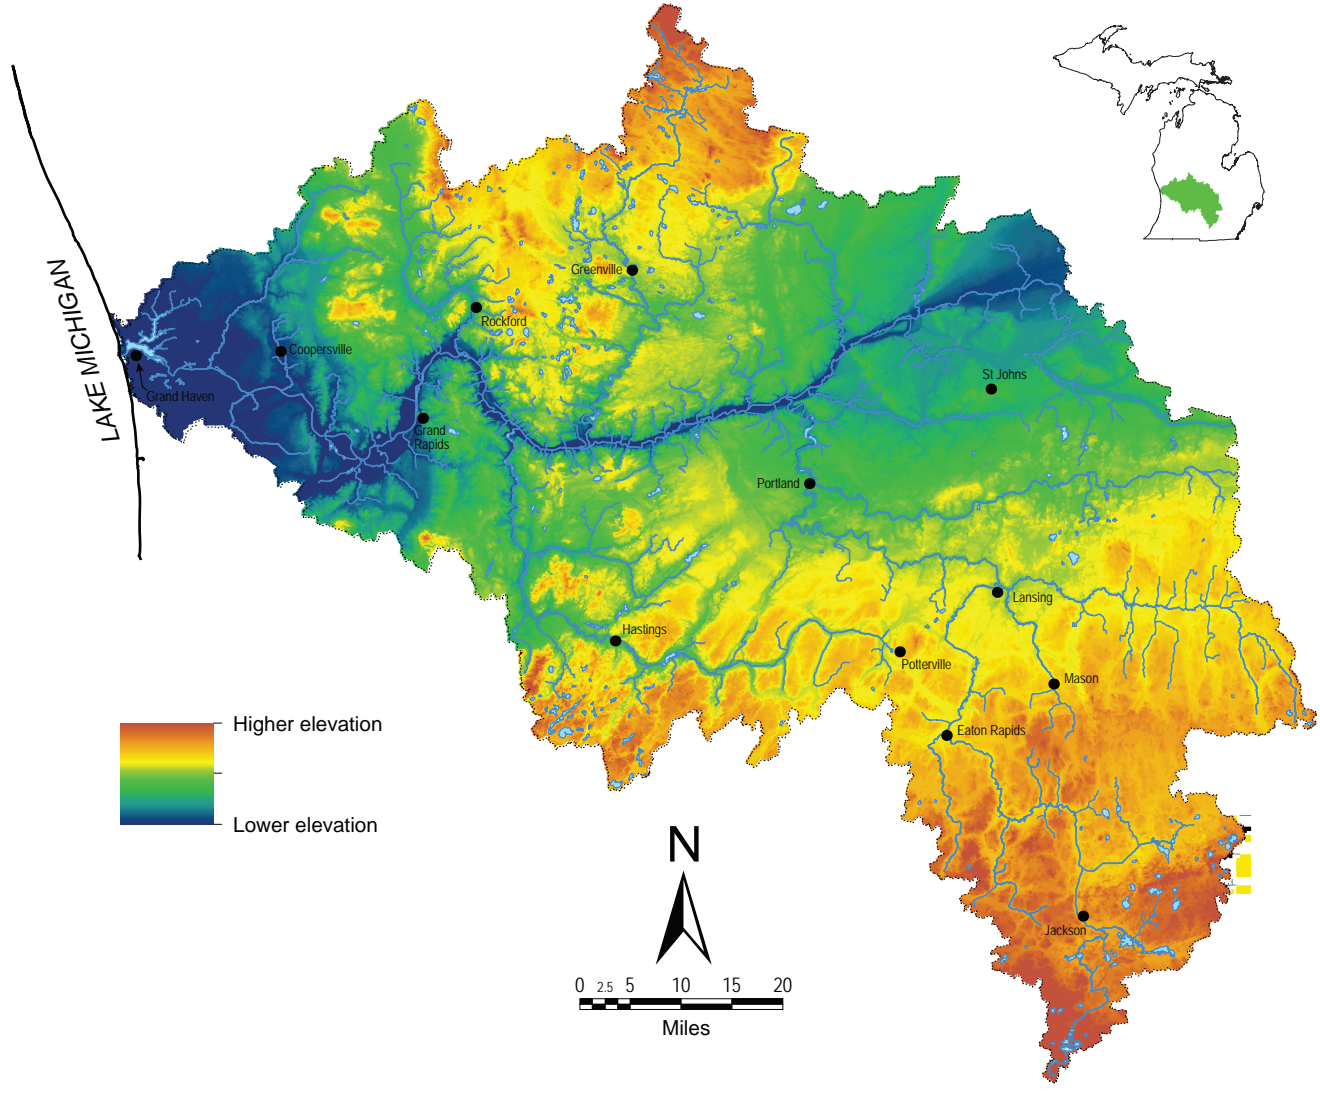 LAKE MICHIGAN
Greenville
Rockford
Coopersville
Grand Haven
St Johns
Grand
Rapids
Portland
Lansing
Hastings
Potterville
Mason
Eaton Rapids
Higher elevation
Lower elevation
N
Jackson
0 2.5 5 10 15 20
Miles